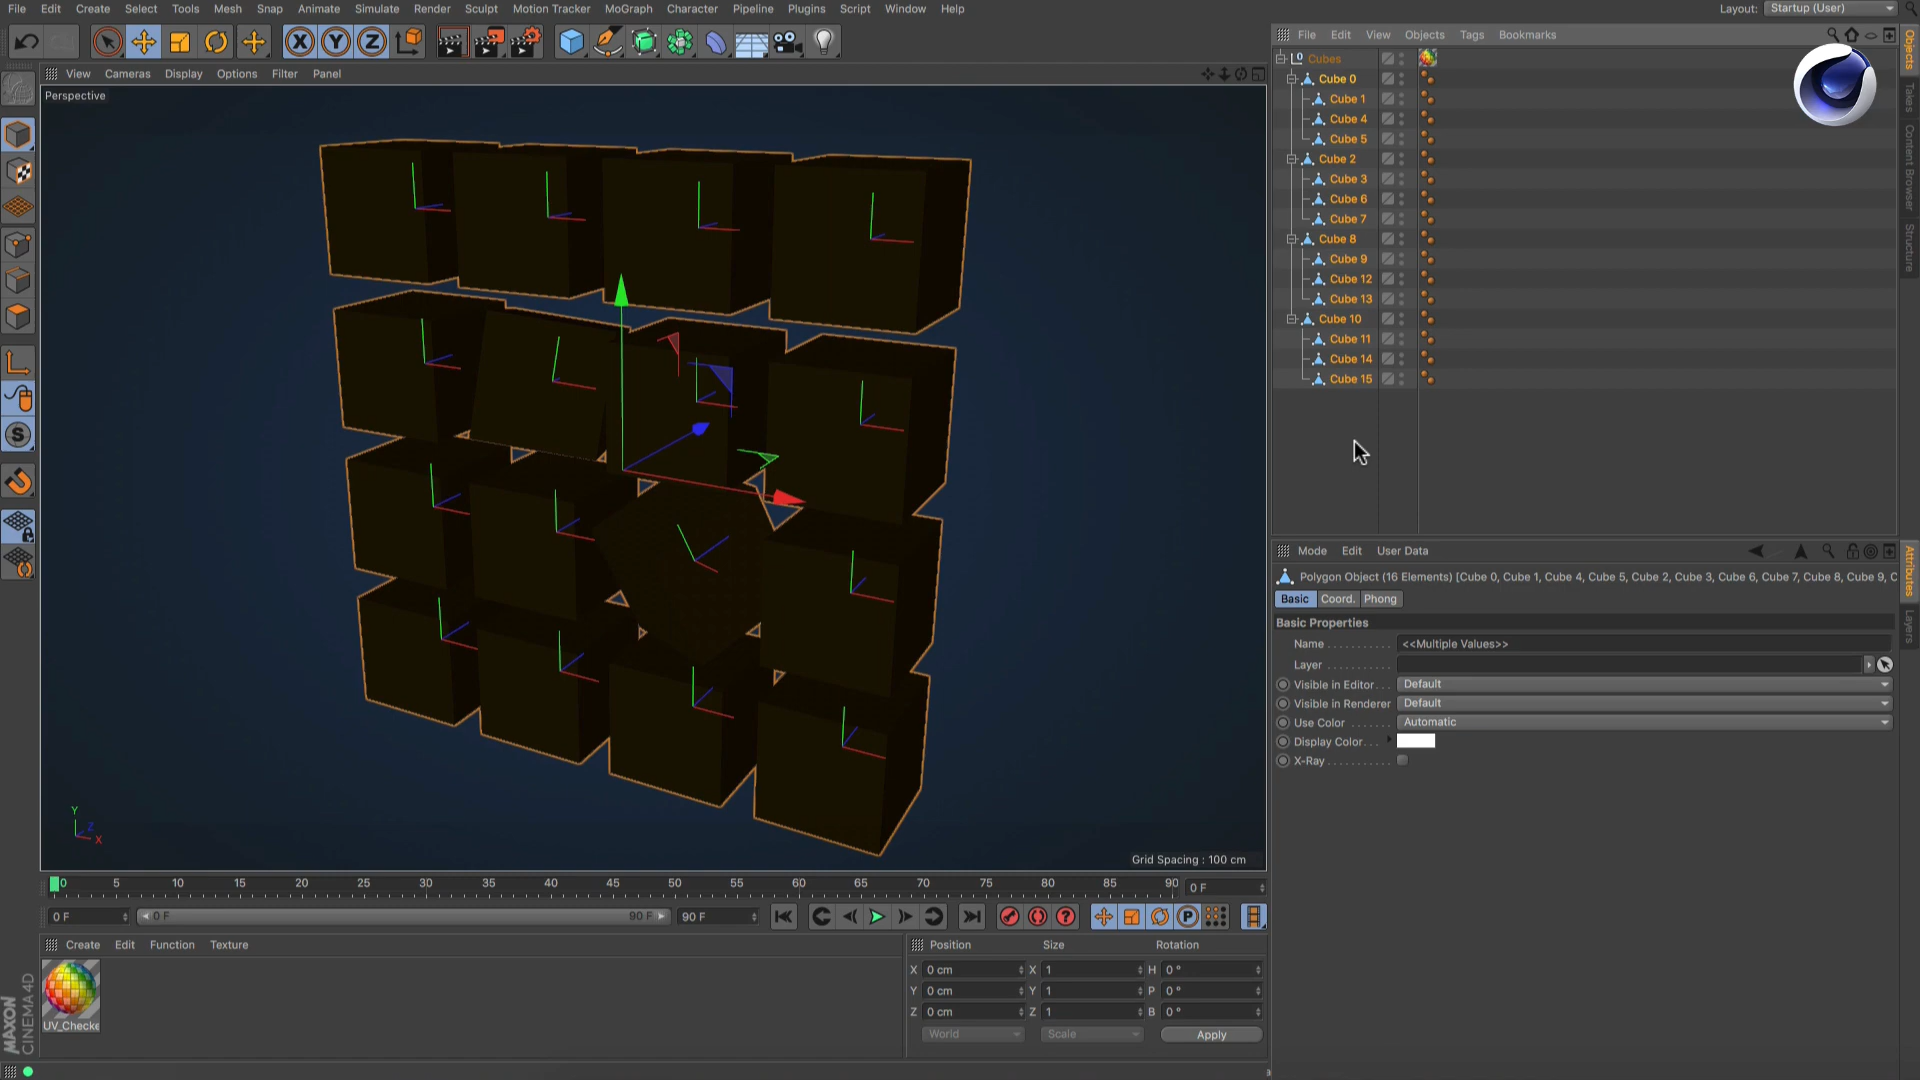 File Edit Create Select Tools Mesh Snap Animate Simulate Render Sculpt Motion Tracker MoGraph Character Pipeline Plugins Script Window Help
Layout: Startup (User)
X Y Z
File Edit View Objects Tags Bookmarks
View Cameras Display Options Filter Panel
Perspective
Cubes
Cube 0
Cube 1
Cube 4
Cube 5
Cube 2
Cube 3
Cube 6
Cube 7
Cube 8
Cube 9
Cube 12
Cube 13
Cube 10
Cube 11
Cube 14
Cube 15
Objects
Takes
Content Browser
Structure
S
Mode Edit User Data
Polygon Object (16 Elements) [Cube 0, Cube 1, Cube 4, Cube 5, Cube 2, Cube 3, Cube 6, Cube 7, Cube 8, Cube 9, C
Basic Coord. Phong
Basic Properties
Name <<Multiple Values>>
Layer
Visible in Editor Default
Visible in Renderer Default
Use Color Automatic
Display Color
X-Ray
Attributes
Layers
Y
Z
X
Grid Spacing : 100 cm
0 5 10 15 20 25 30 35 40 45 50 55 60 65 70 75 80 85 90 0 F
0 F 0 F 90 F 90 F
P
Create Edit Function Texture
UV_Checke
Position Size Rotation
X 0 cm X 1 H 0 °
Y 0 cm Y 1 P 0 °
Z 0 cm Z 1 B 0 °
World Scale Apply
MAXON
CINEMA 4D